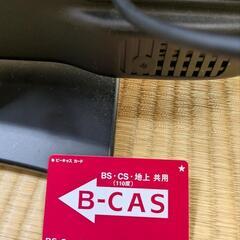 ★ ビーキャス カード
BS・CS・地上 共用
(110度)
B-CAS